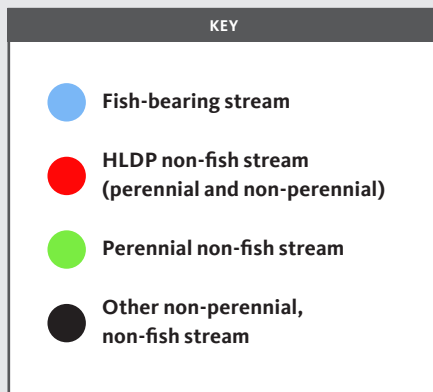 KEY
Fish-bearing stream
HLDP non-fish stream
(perennial and non-perennial)
Perennial non-fish stream
Other non-perennial,
non-fish stream